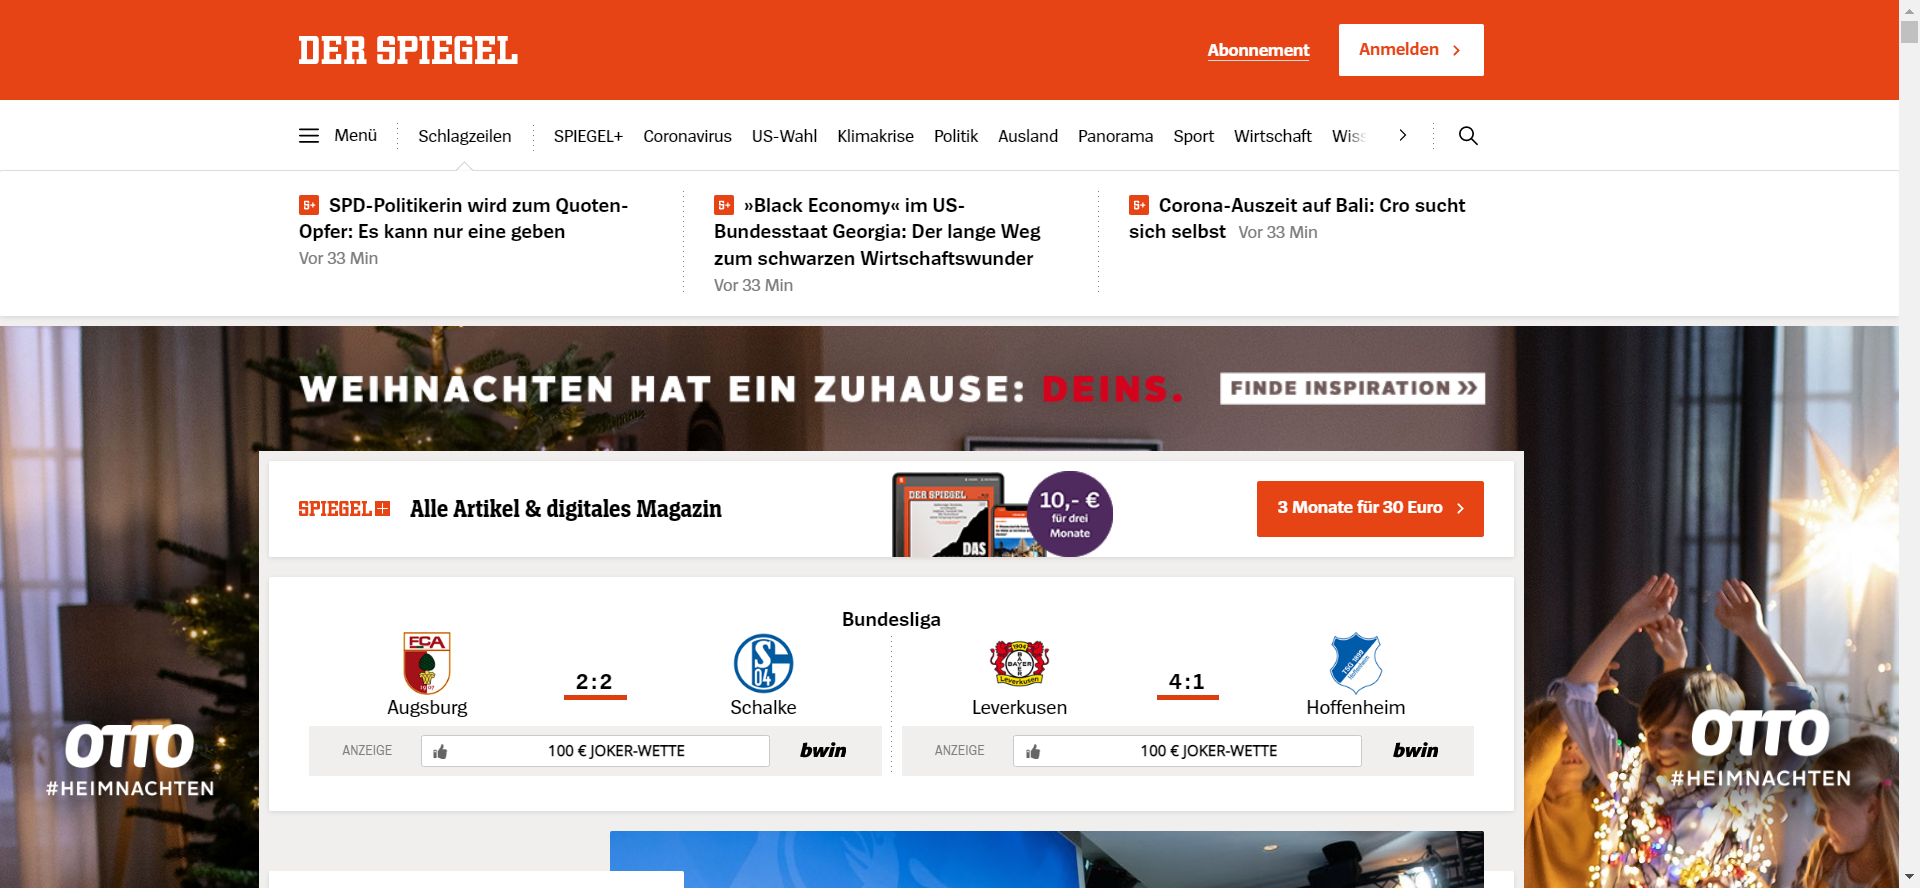 DER SPIEGEL
Abonnement
Anmelden
Menü
Schlagzeilen
SPIEGEL+
Coronavirus
US-Wahl
Klimakrise
Politik
Ausland
Panorama
Sport
Wirtschaft
S+ SPD-Politikerin wird zum Quoten-
Opfer: Es kann nur eine geben
Vor 33 Min
S+ »Black Economy« im US-
Bundesstaat Georgia: Der lange Weg
zum schwarzen Wirtschaftswunder
Vor 33 Min
S+ Corona-Auszeit auf Bali: Cro sucht
sich selbst Vor 33 Min
WEIHNACHTEN HAT EIN ZUHAUSE: DEINS.
FINDE INSPIRATION
SPIEGEL+
Alle Artikel & digitales Magazin
DER SPIEGEL
DAS
10,- €
für drei
Monate
3 Monate für 30 Euro
Bundesliga
FCA
1907
Augsburg
2:2
S
04
Schalke
1904
BAYER
BAYER
Leverkusen
Leverkusen
4:1
TSG 1899
Hoffenheim
Hoffenheim
ANZEIGE
100 € JOKER-WETTE
bwin
ANZEIGE
100 € JOKER-WETTE
bwin
OTTO
#HEIMNACHTEN
OTTO
#HEIMNACHTEN